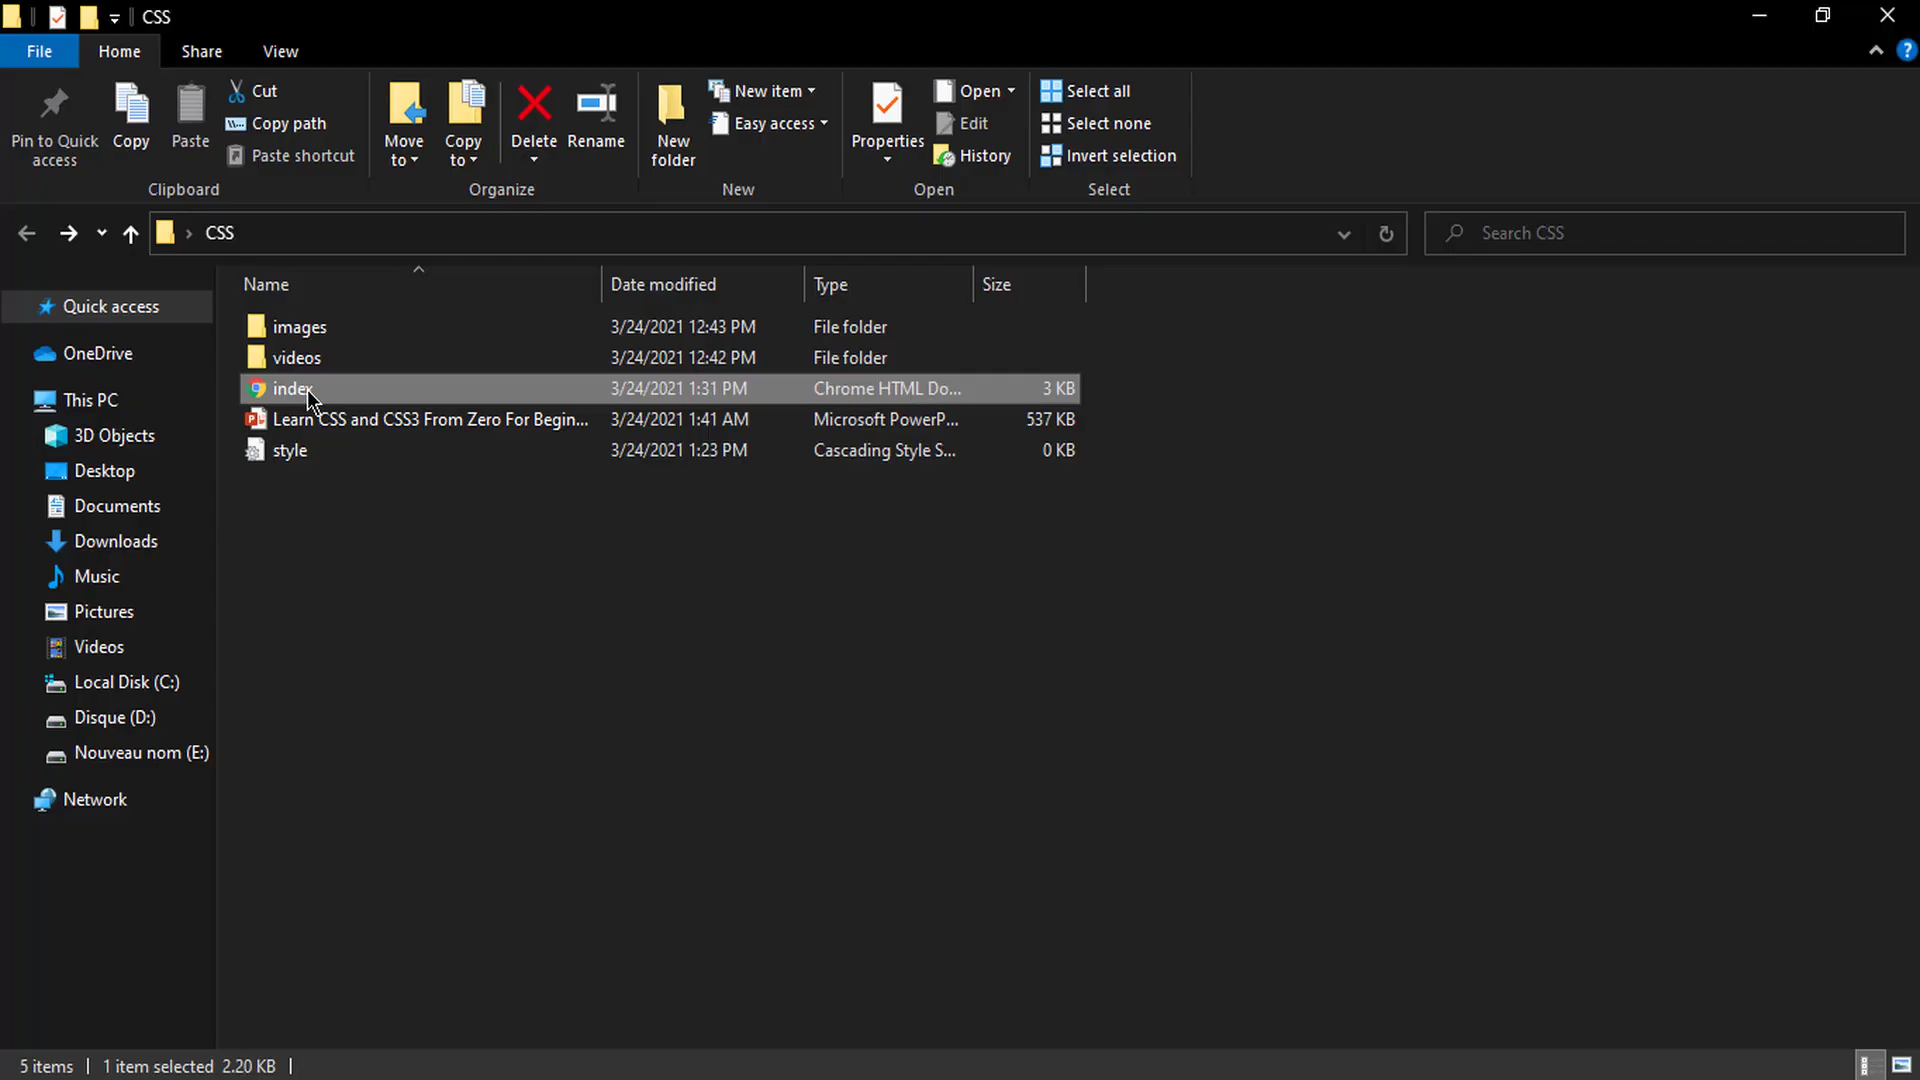 CSS
File Home Share View
Pin to Quick access
Copy
Paste
Cut
Copy path
Paste shortcut
Clipboard
Move to
Copy to
Delete
Rename
Organize
New folder
New item
Easy access
New
Properties
Open
Edit
History
Open
Select all
Select none
Invert selection
Select
CSS
Search CSS
Name Date modified Type Size
images 3/24/2021 12:43 PM File folder
videos 3/24/2021 12:42 PM File folder
index 3/24/2021 1:31 PM Chrome HTML Do... 3 KB
Learn CSS and CSS3 From Zero For Begin... 3/24/2021 1:41 AM Microsoft PowerP... 537 KB
style 3/24/2021 1:23 PM Cascading Style S... 0 KB
Quick access
OneDrive
This PC
3D Objects
Desktop
Documents
Downloads
Music
Pictures
Videos
Local Disk (C:)
Disque (D:)
Nouveau nom (E:)
Network
5 items 1 item selected 2.20 KB